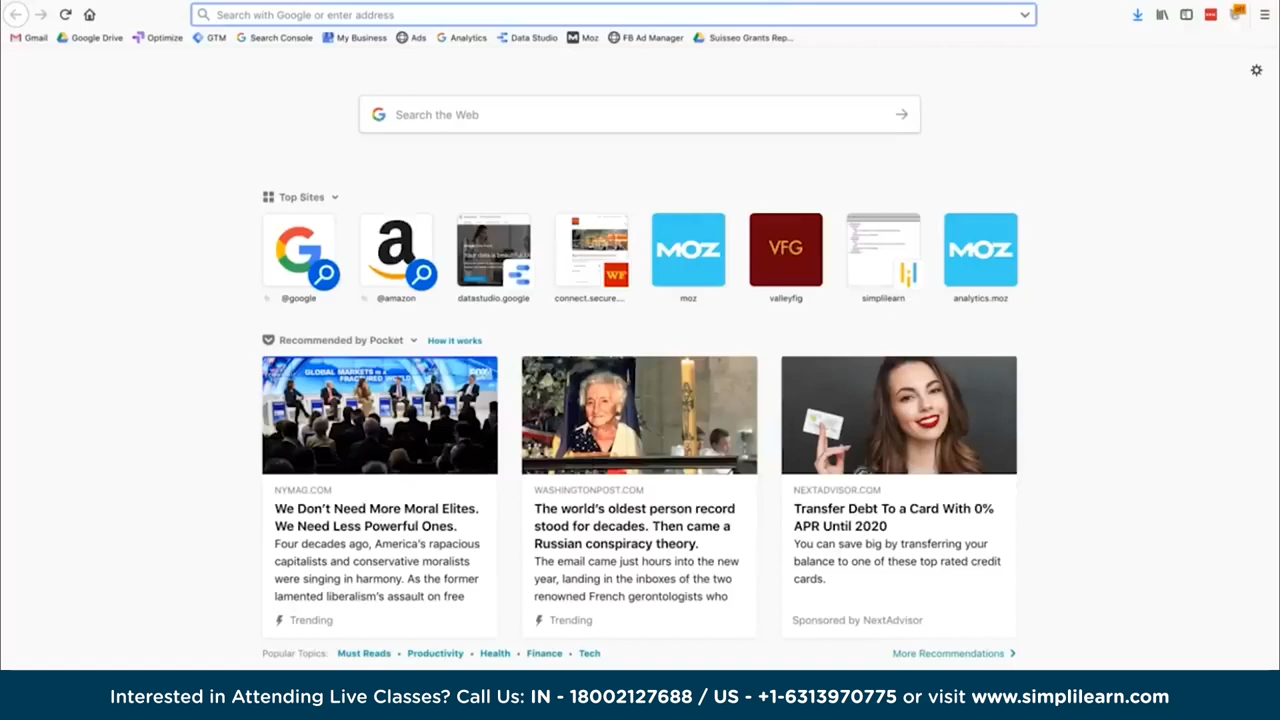 Search with Google or enter address
Gmail Google Drive Optimize GTM Search Console My Business Ads Analytics Data Studio Moz FB Ad Manager Suisseo Grants Rep...
Search the Web
Top Sites
a VFG
MOZ MOZ
WF
@google @amazon datastudio.google connect.secure.... moz valleyfig simplilearn analytics.moz
Recommended by Pocket How it works
GLOBAL MARKETS IN A
FRACTURED WORLD
NYMAG.COM
We Don't Need More Moral Elites.
We Need Less Powerful Ones.
Four decades ago, America's rapacious
capitalists and conservative moralists
were singing in harmony. As the former
lamented liberalism's assault on free
Trending
WASHINGTONPOST.COM
The world's oldest person record
stood for decades. Then came a
Russian conspiracy theory.
The email came just hours into the new
year, landing in the inboxes of the two
renowned French gerontologists who
Trending
NEXTADVISOR.COM
Transfer Debt To a Card With 0%
APR Until 2020
You can save big by transferring your
balance to one of these top rated credit
cards.
Sponsored by NextAdvisor
Popular Topics: Must Reads • Productivity • Health • Finance • Tech More Recommendations
Interested in Attending Live Classes? Call Us: IN - 18002127688 / US - +1-6313970775 or visit www.simplilearn.com